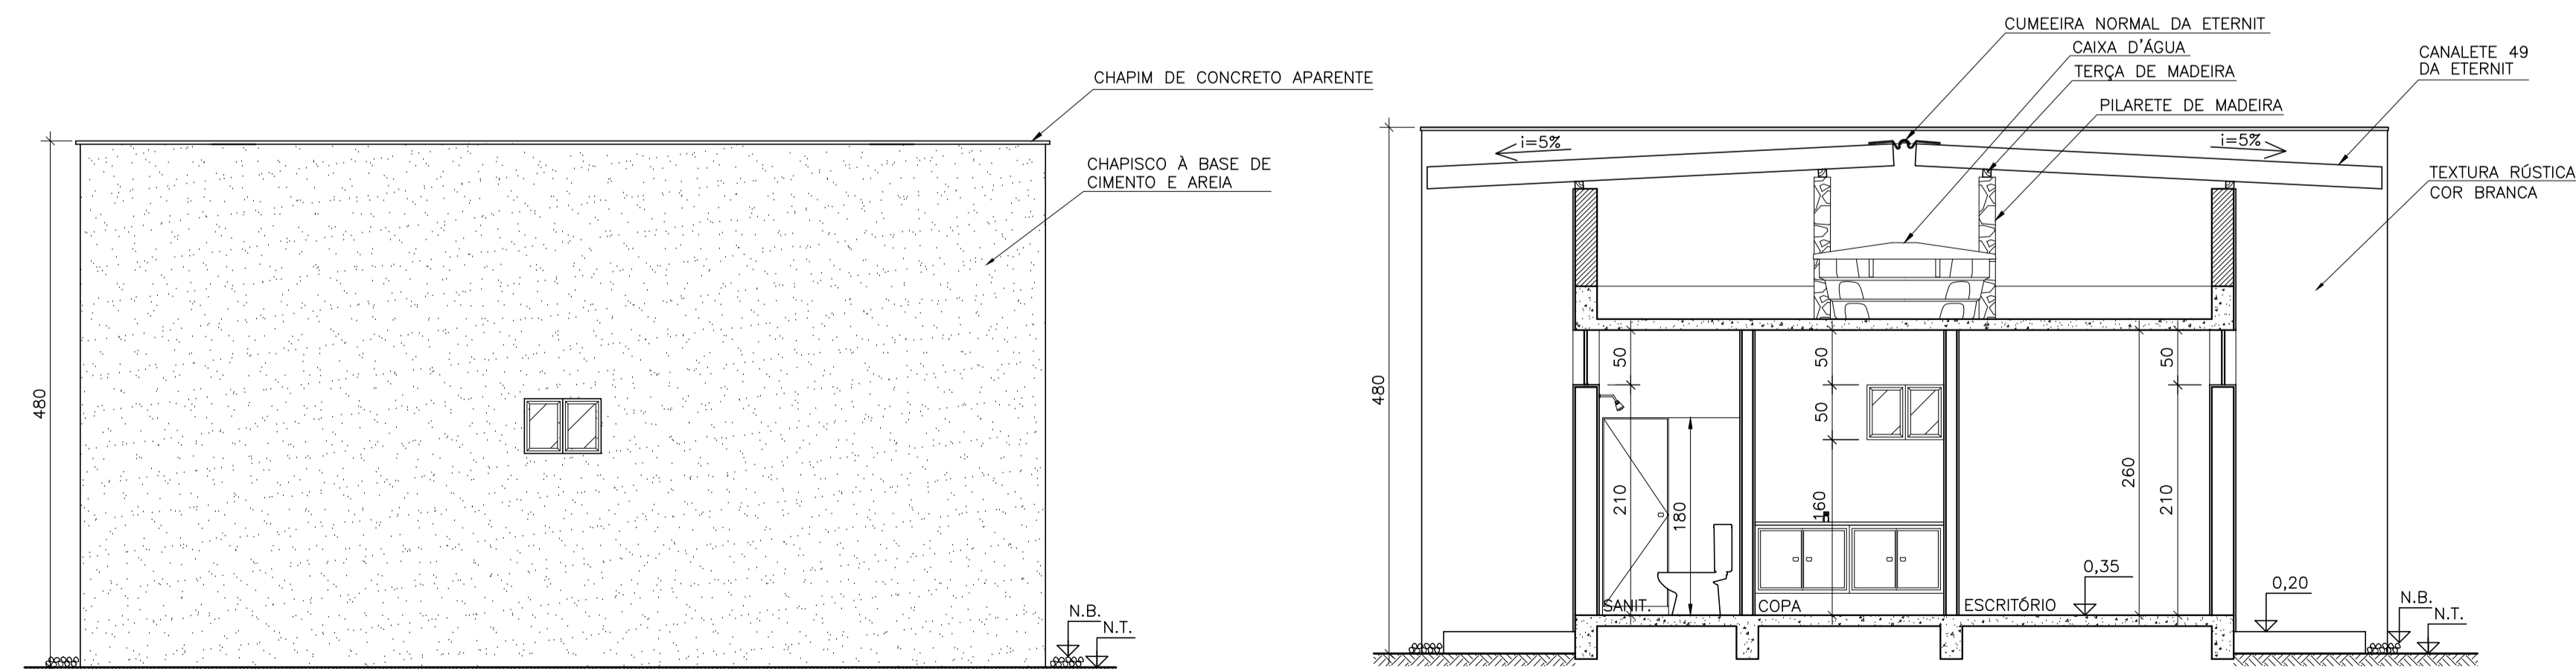 CHAPIM DE CONCRETO APARENTE
CHAPISCO À BASE DE
CIMENTO E AREIA
480
N.B.
N.T.
CUMEEIRA NORMAL DA ETERNIT
CAIXA D'ÁGUA
TERÇA DE MADEIRA
PILARETE DE MADEIRA
CANALETE 49
DA ETERNIT
i=5%
i=5%
TEXTURA RÚSTICA
COR BRANCA
480
50
50
50
50
210
180
160
260
210
SANIT.
COPA
ESCRITÓRIO
0,35
0,20
N.B.
N.T.